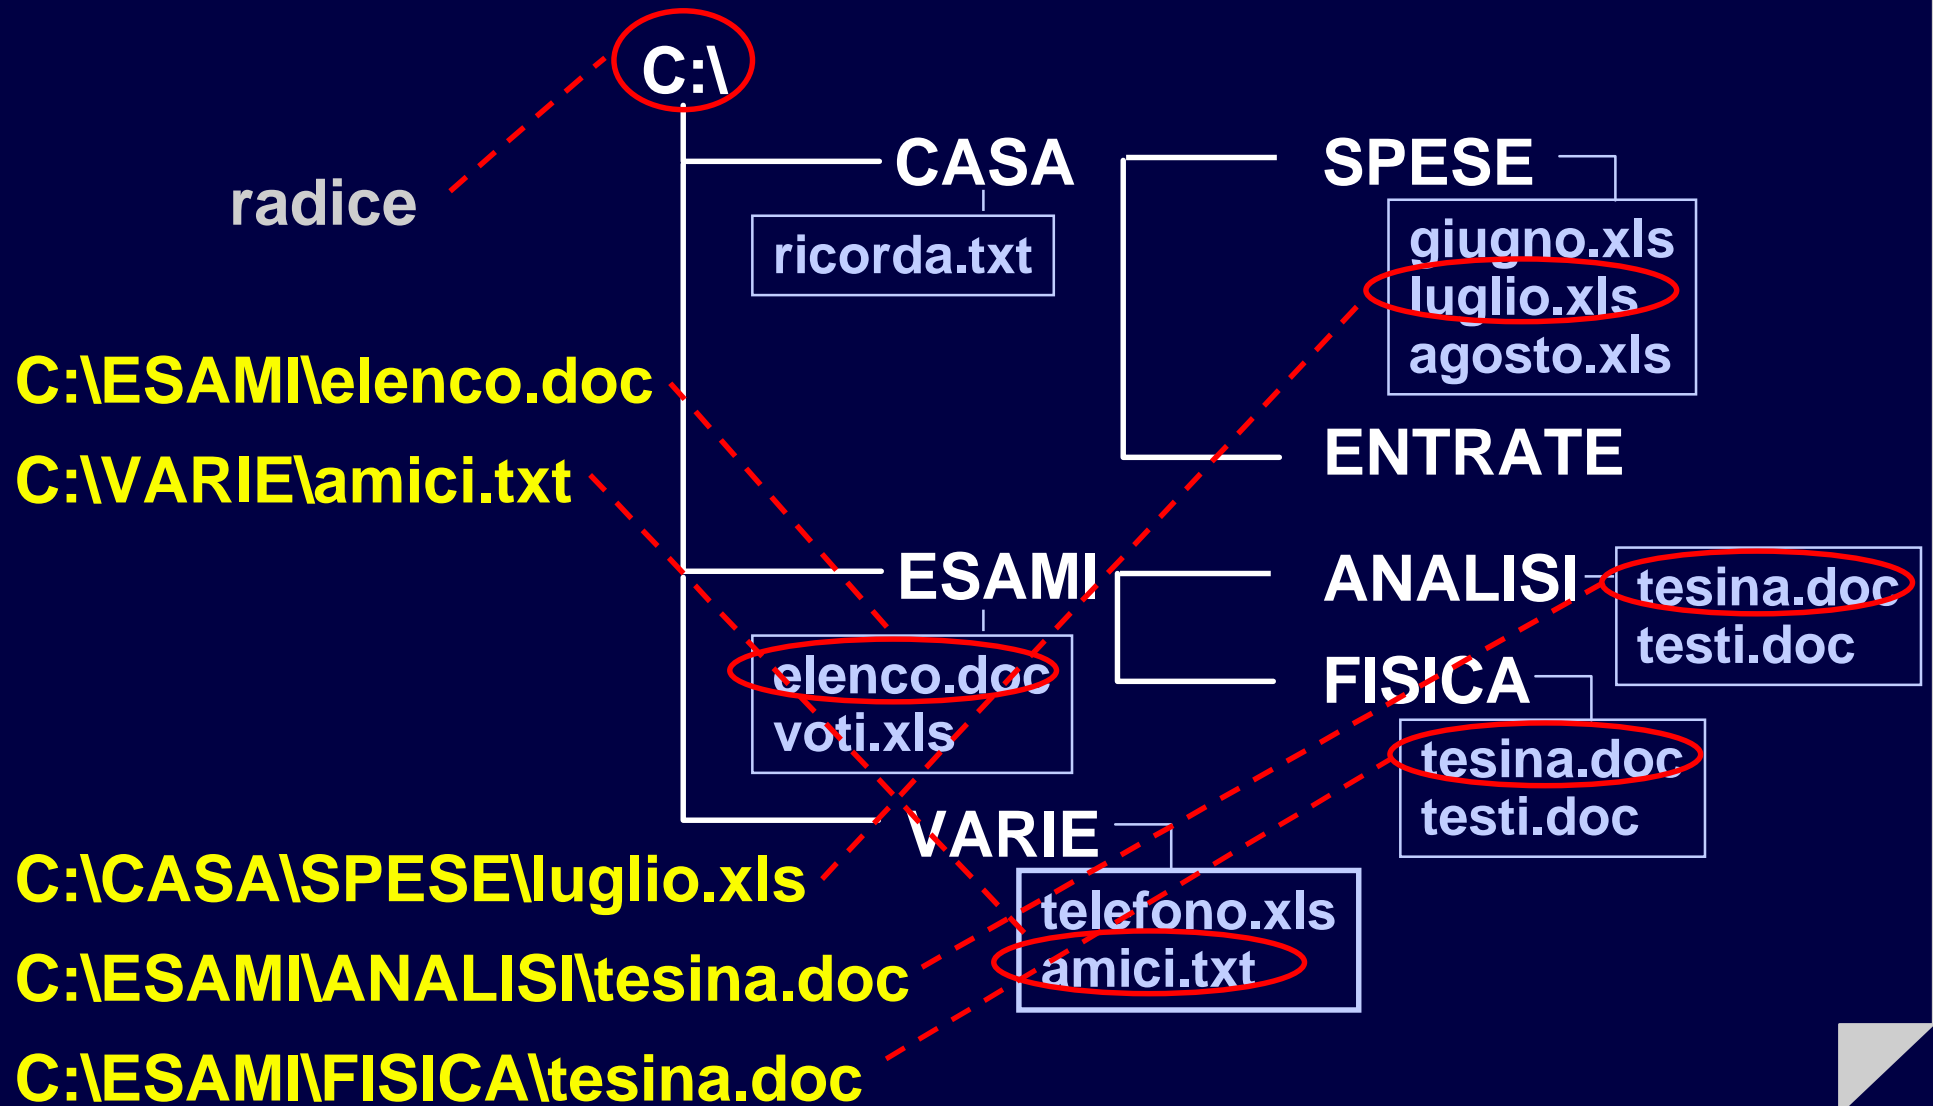 C:\
radice
CASA
ricorda.txt
SPESE
giugno.xls
luglio.xls
agosto.xls
ENTRATE
C:\ESAMI\elenco.doc
C:\VARIE\amici.txt
ESAMI
elenco.doc
voti.xls
ANALISI
tesina.doc
testi.doc
FISICA
tesina.doc
testi.doc
VARIE
telefono.xls
amici.txt
C:\CASA\SPESE\luglio.xls
C:\ESAMI\ANALISI\tesina.doc
C:\ESAMI\FISICA\tesina.doc